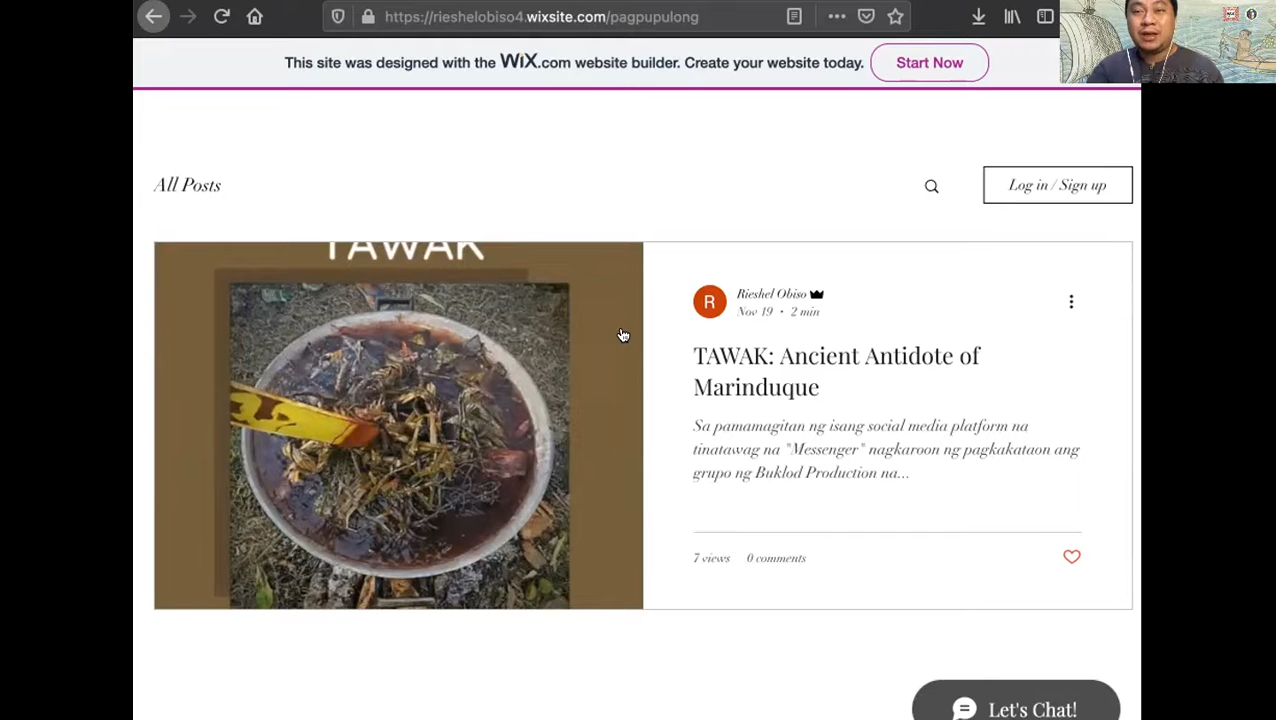 https://rieshelobiso4.wixsite.com/pagpupulong
This site was designed with the WiX.com website builder. Create your website today.
Start Now
All Posts
Log in / Sign up
TAWAK
R
Rieshel Obiso
Nov 19 · 2 min
TAWAK: Ancient Antidote of
Marinduque
Sa pamamagitan ng isang social media platform na
tinatawag na "Messenger" nagkaroon ng pagkakataon ang
grupo ng Buklod Production na...
7 views 0 comments
Let's Chat!